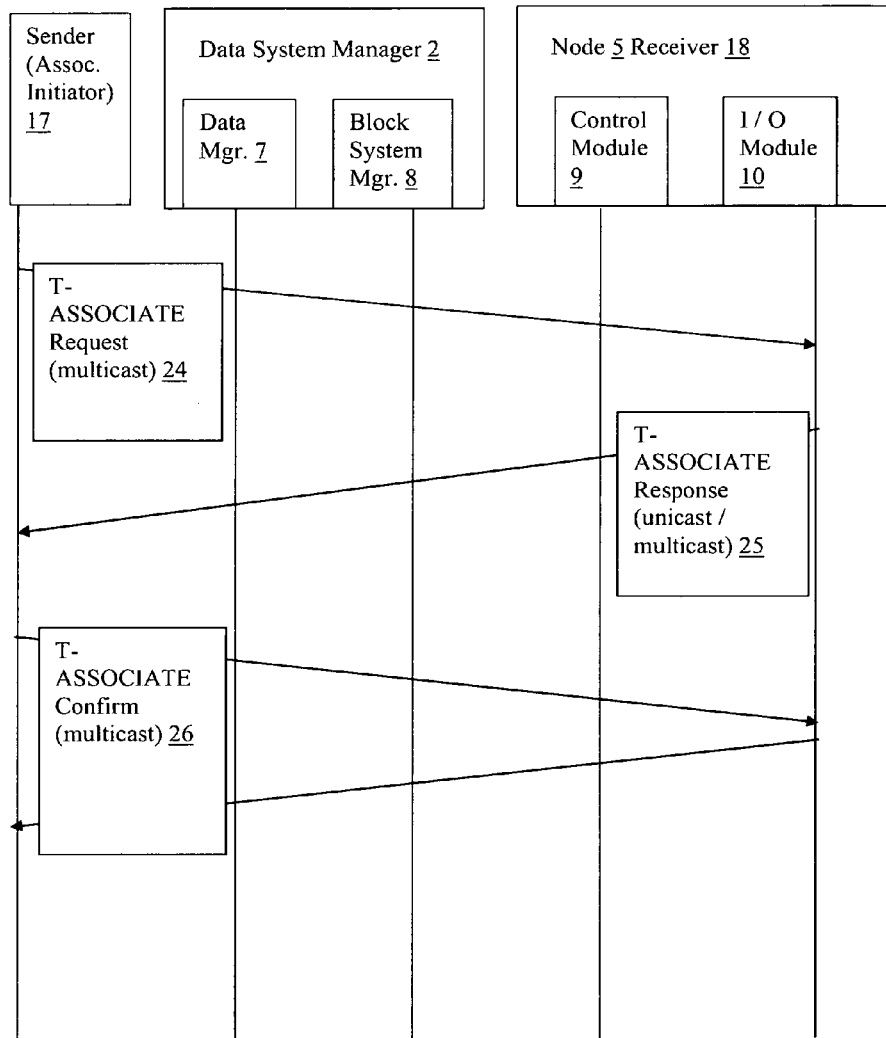 Sender
(Assoc.
Initiator)
17
Data System Manager 2
Data
Mgr. 7
Block
System
Mgr. 8
Node 5 Receiver 18
Control
Module
9
I / O
Module
10
T-
ASSOCIATE
Request
(multicast) 24
T-
ASSOCIATE
Response
(unicast /
multicast) 25
T-
ASSOCIATE
Confirm
(multicast) 26